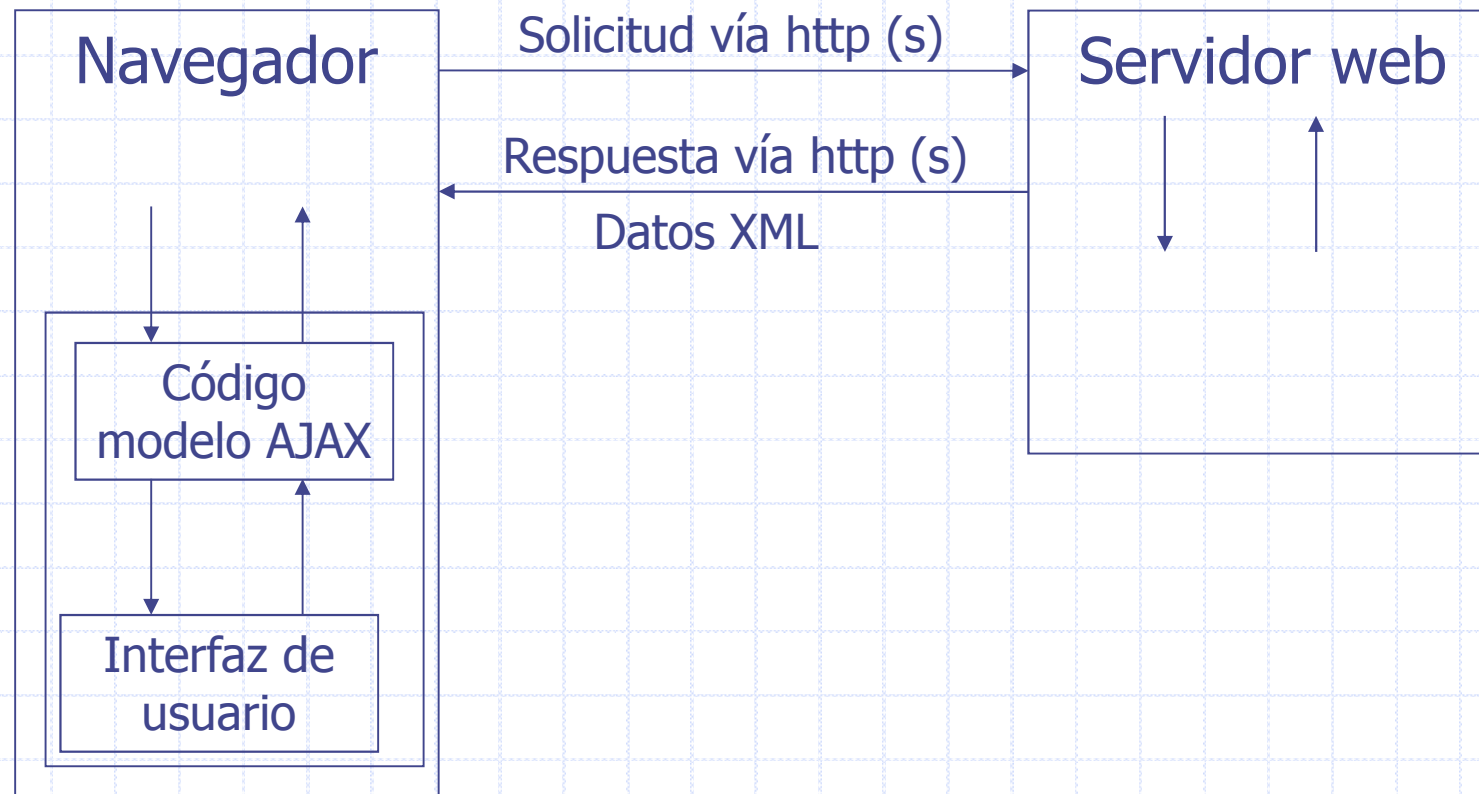 Navegador
Solicitud vía http (s)
Servidor web
Respuesta vía http (s)
Datos XML
Código
modelo AJAX
Interfaz de
usuario